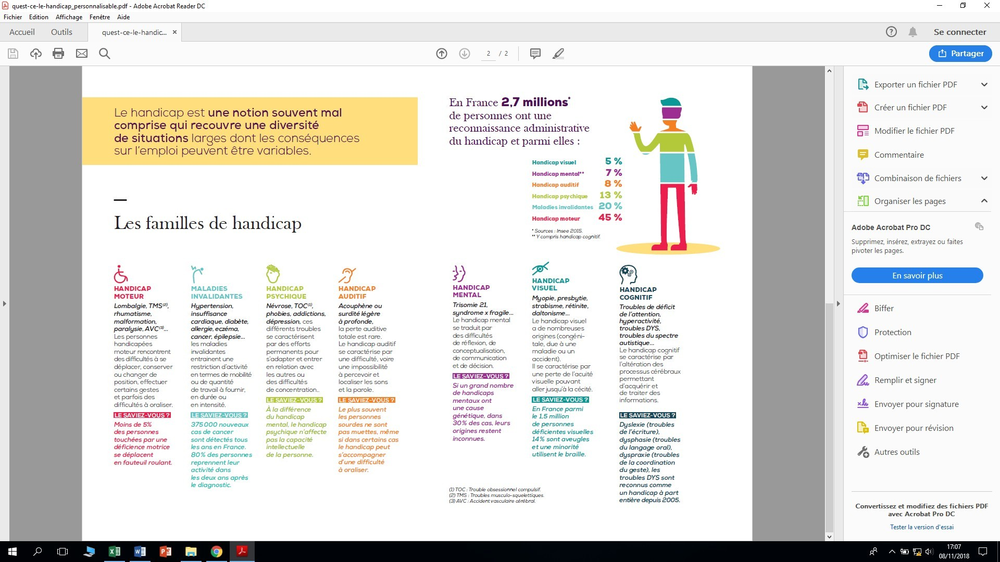 quest-ce-le-handicap_personnalisable.pdf - Adobe Acrobat Reader DC
Fichier Edition Affichage Fenêtre Aide
Accueil Outils quest-ce-le-handic... ×
Se connecter
2 / 2
Partager
Le handicap est une notion souvent mal
comprise qui recouvre une diversité
de situations larges dont les conséquences
sur l'emploi peuvent être variables.
En France 2,7 millions*
de personnes ont une
reconnaissance administrative
du handicap et parmi elles :
Handicap visuel 5 %
Handicap mental** 7 %
Handicap auditif 8 %
Handicap psychique 13 %
Maladies invalidantes 20 %
Handicap moteur 45 %
* Sources : Insee 2015.
** Y compris handicap cognitif.
Les familles de handicap
HANDICAP
MOTEUR
Lombalgie, TMS(2),
rhumatisme,
malformation,
paralysie, AVC(3)...
Les personnes
handicapées
moteur rencontrent
des difficultés à se
déplacer, conserver
ou changer de
position, effectuer
certains gestes
et parfois des
difficultés à oraliser.
LE SAVIEZ-VOUS ?
Moins de 5%
des personnes
touchées par une
déficience motrice
se déplacent
en fauteuil roulant.
MALADIES
INVALIDANTES
Hypertension,
insuffisance
cardiaque, diabète,
allergie, eczéma,
cancer, épilepsie...
les maladies
invalidantes
entrainent une
restriction d'activité
en termes de mobilité
ou de quantité
de travail à fournir,
en durée ou
en intensité.
LE SAVIEZ-VOUS ?
375 000 nouveaux
cas de cancer
sont détectés tous
les ans en France.
80% des personnes
reprennent leur
activité dans
les deux ans après
le diagnostic.
HANDICAP
PSYCHIQUE
Névrose, TOC(1),
phobies, addictions,
dépression, ces
différents troubles
se caractérisent
par des efforts
permanents pour
s'adapter et entrer
en relation avec
les autres ou
des difficultés
de concentration..
LE SAVIEZ-VOUS ?
À la différence
du handicap
mental, le handicap
psychique n'affecte
pas la capacité
intellectuelle
de la personne.
HANDICAP
AUDITIF
Acouphène ou
surdité légère
à profonde,
la perte auditive
totale est rare.
Le handicap auditif
se caractérise par
une difficulté, voire
une impossibilité
à percevoir et
localiser les sons
et la parole.
LE SAVIEZ-VOUS ?
Le plus souvent
les personnes
sourdes ne sont
pas muettes, même
si dans certains cas
le handicap peut
s'accompagner
d'une difficulté
à oraliser.
HANDICAP
MENTAL
Trisomie 21,
syndrome x fragile...
Le handicap mental
se traduit par
des difficultés
de réflexion, de
conceptualisation,
de communication
et de décision.
LE SAVIEZ-VOUS ?
Si un grand nombre
de handicaps
mentaux ont
une cause
génétique, dans
30% des cas, leurs
origines restent
inconnues.
HANDICAP
VISUEL
Myopie, presbytie,
strabisme, rétinite,
daltonisme...
Le handicap visuel
a de nombreuses
origines (congéni-
tale, due à une
maladie ou un
accident).
Il se caractérise par
une perte de l'acuité
visuelle pouvant
aller jusqu'à la cécité.
LE SAVIEZ-VOUS ?
En France parmi
le 1,5 million
de personnes
déficientes visuelles
14% sont aveugles
et une minorité
utilisent le braille.
HANDICAP
COGNITIF
Troubles de déficit
de l'attention,
hyperactivité,
troubles DYS,
troubles du spectre
autistique...
Le handicap cognitif
se caractérise par
l'altération des
processus cérébraux
permettant
d'acquérir et
de traiter des
informations.
LE SAVIEZ-VOUS ?
Dyslexie (troubles
de l'écriture),
dysphasie (troubles
du langage oral),
dyspraxie (troubles
de la coordination
du geste), les
troubles DYS sont
reconnus comme
un handicap à part
entière depuis 2005.
(1) TOC : Trouble obsessionnel compulsif.
(2) TMS : Troubles musculo-squelettiques.
(3) AVC : Accident vasculaire cérébral.
Exporter un fichier PDF
Créer un fichier PDF
Modifier le fichier PDF
Commentaire
Combinaison de fichiers
Organiser les pages
Adobe Acrobat Pro DC
Supprimez, insérez, extrayez ou faites
pivoter les pages.
En savoir plus
Biffer
Protection
Optimiser le fichier PDF
Remplir et signer
Envoyer pour signature
Envoyer pour révision
Autres outils
Convertissez et modifiez des fichiers PDF
avec Acrobat Pro DC
Tester la version d'essai
17:07
08/11/2018